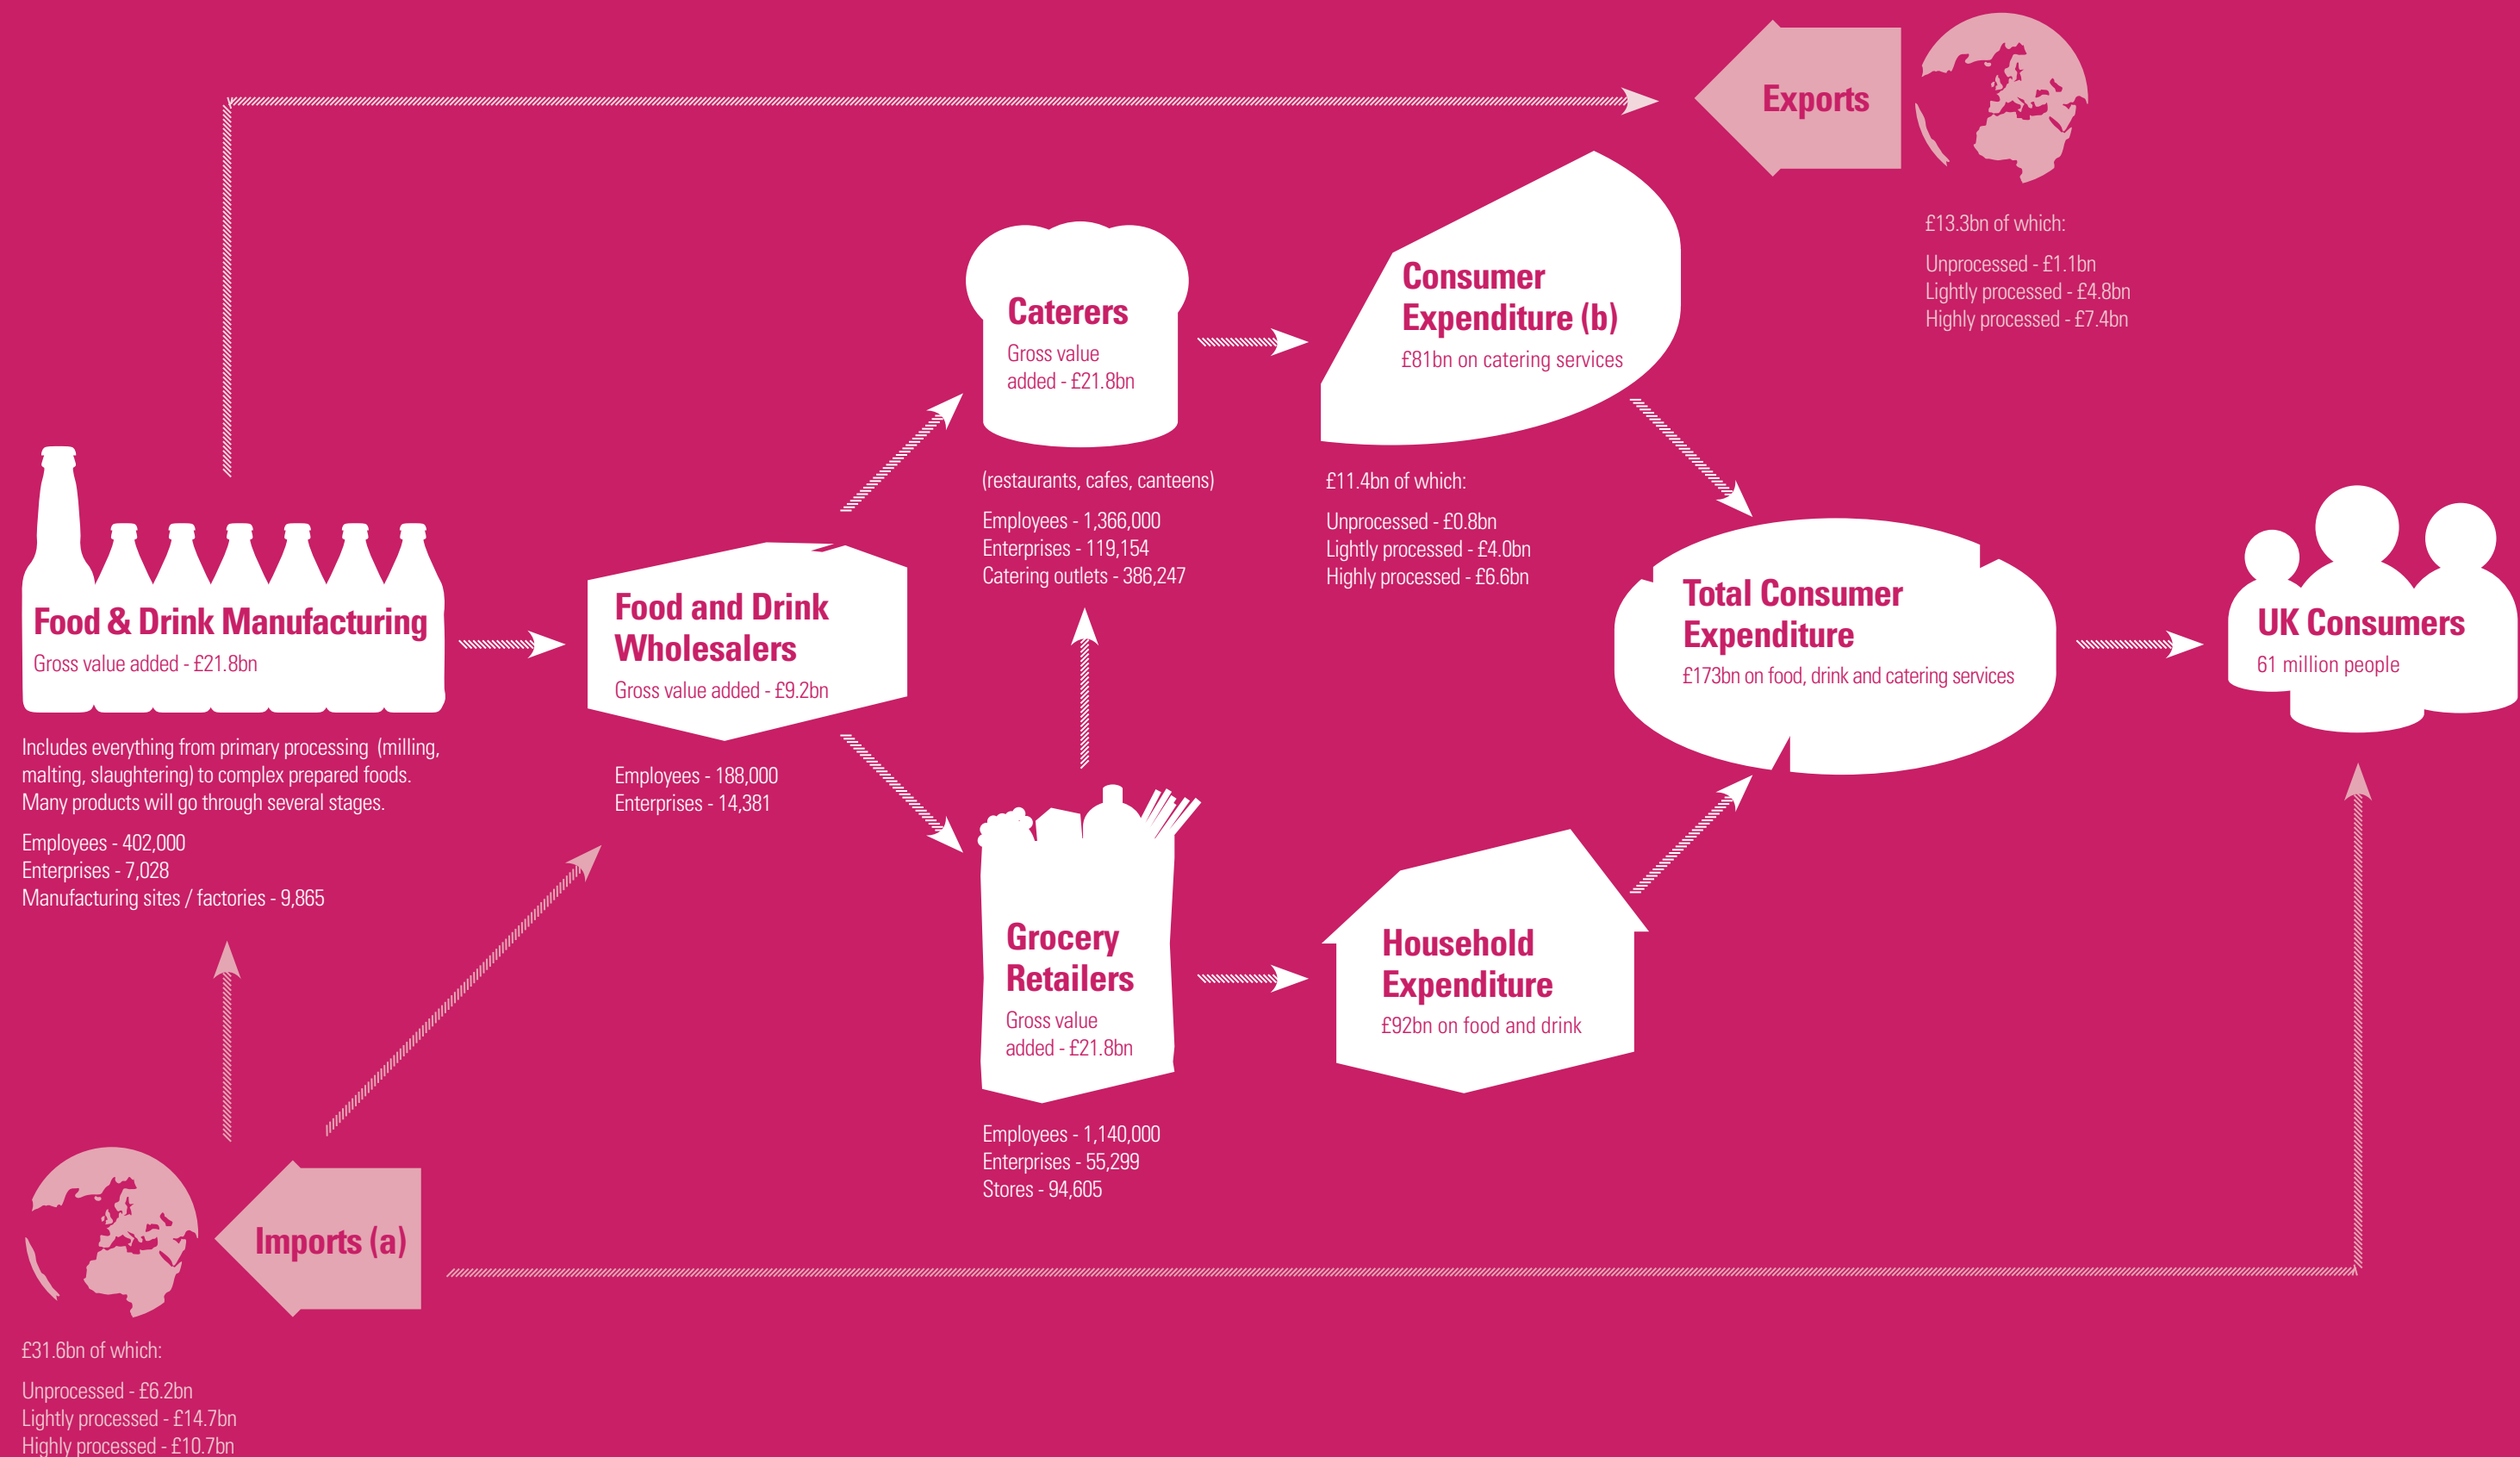 Exports
£13.3bn of which:
Unprocessed - £1.1bn
Lightly processed - £4.8bn
Highly processed - £7.4bn
Caterers
Gross value
added - £21.8bn
(restaurants, cafes, canteens)
Employees - 1,366,000
Enterprises - 119,154
Catering outlets - 386,247
Consumer
Expenditure (b)
£81bn on catering services
£11.4bn of which:
Unprocessed - £0.8bn
Lightly processed - £4.0bn
Highly processed - £6.6bn
Food & Drink Manufacturing
Gross value added - £21.8bn
Includes everything from primary processing (milling,
malting, slaughtering) to complex prepared foods.
Many products will go through several stages.
Employees - 402,000
Enterprises - 7,028
Manufacturing sites / factories - 9,865
Food and Drink
Wholesalers
Gross value added - £9.2bn
Employees - 188,000
Enterprises - 14,381
Total Consumer
Expenditure
£173bn on food, drink and catering services
UK Consumers
61 million people
Grocery
Retailers
Gross value
added - £21.8bn
Employees - 1,140,000
Enterprises - 55,299
Stores - 94,605
Household
Expenditure
£92bn on food and drink
Imports (a)
£31.6bn of which:
Unprocessed - £6.2bn
Lightly processed - £14.7bn
Highly processed - £10.7bn